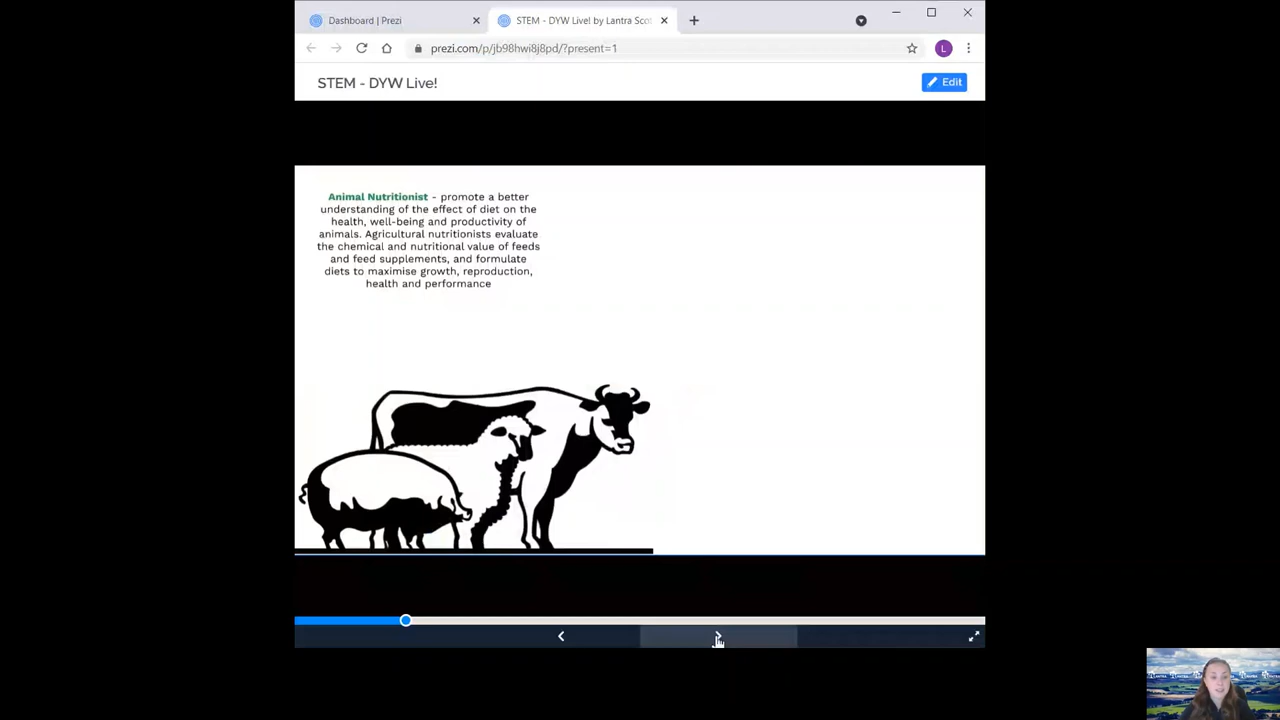 Dashboard | Prezi
STEM - DYW Live! by Lantra Scot
prezi.com/p/jb98hwi8j8pd/?present=1
L
STEM - DYW Live!
Edit
Animal Nutritionist - promote a better
understanding of the effect of diet on the
health, well-being and productivity of
animals. Agricultural nutritionists evaluate
the chemical and nutritional value of feeds
and feed supplements, and formulate
diets to maximise growth, reproduction,
health and performance